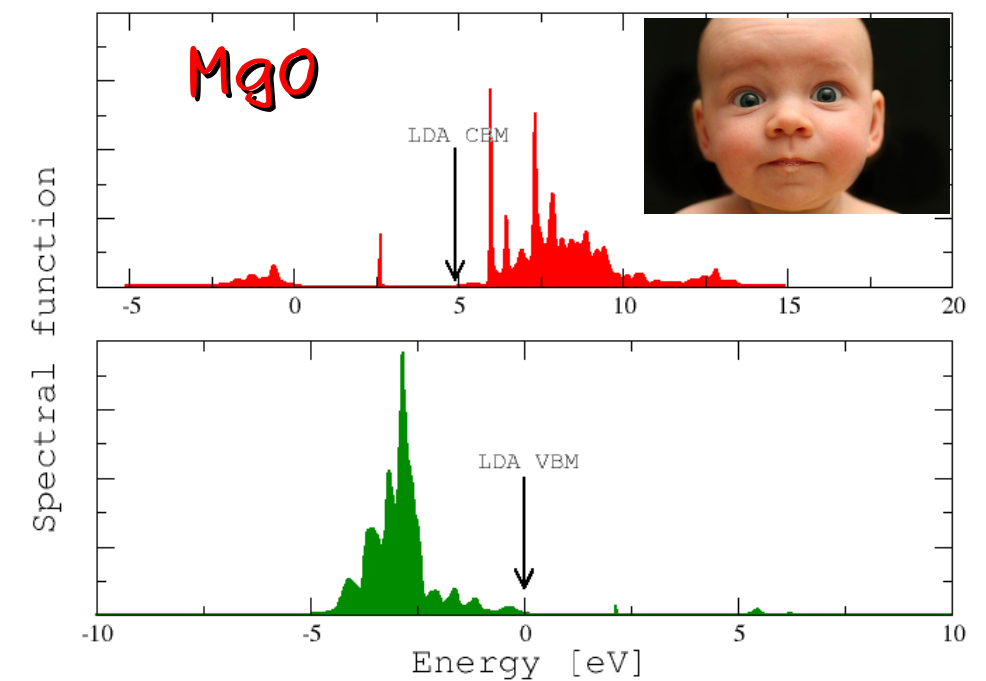 MgO
LDA CBM
-5 0 5 10 15 20
Spectral function
LDA VBM
-10 -5 0 5 10
Energy [eV]